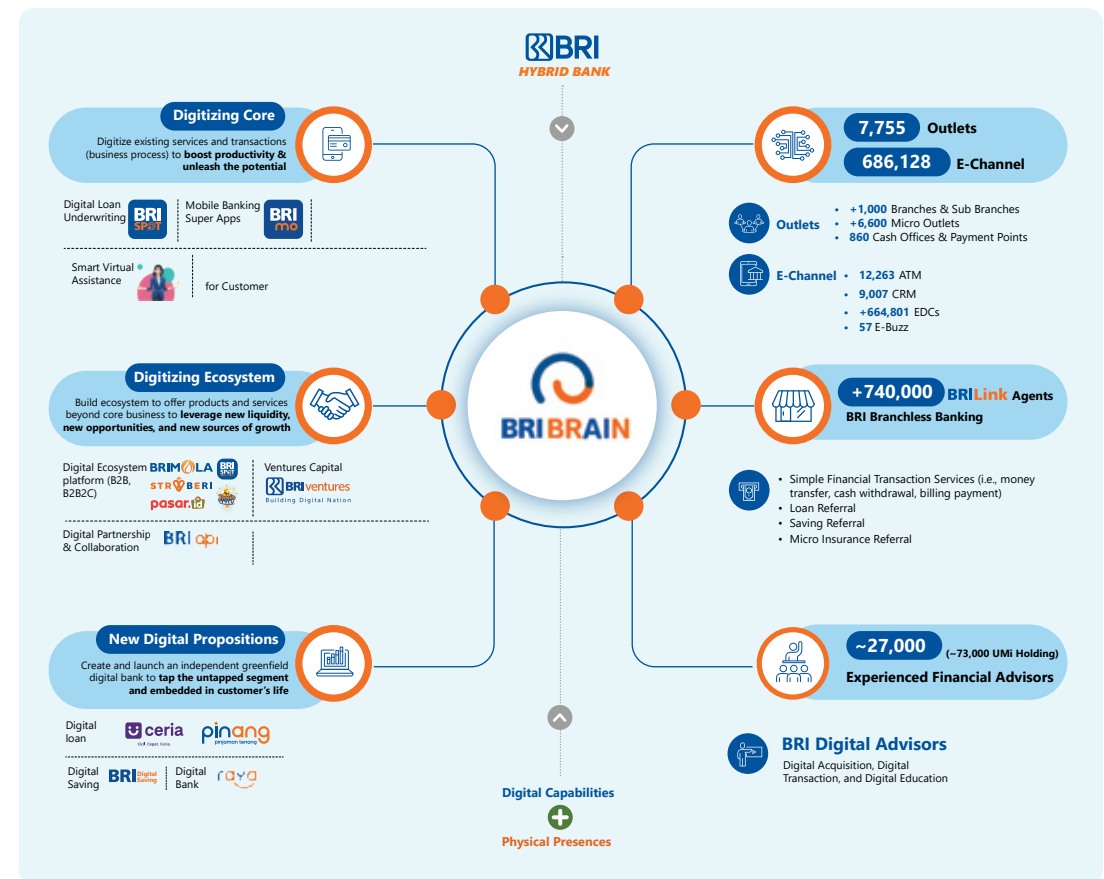 BRI
HYBRID BANK
Digitizing Core
Digitize existing services and transactions
(business process) to boost productivity &
unleash the potential
Digital Loan
Underwriting
BRI
SPOT
Mobile Banking
Super Apps
BRI
mo
Smart Virtual
Assistance
for Customer
Digitizing Ecosystem
Build ecosystem to offer products and services
beyond core business to leverage new liquidity,
new opportunities, and new sources of growth
Digital Ecosystem
platform (B2B,
B2B2C)
BRIMOLA
BRI
SPOT
STROBERI
pasar.id
Ventures Capital
BRI ventures
Building Digital Nation
Digital Partnership
& Collaboration
BRI api
New Digital Propositions
Create and launch an independent greenfield
digital bank to tap the untapped segment
and embedded in customer's life
Digital
loan
ceria
Cicil. Cepat. Ceria.
pinang
pinjaman tenang
Digital
Saving
BRI Digital
Saving
Digital
Bank
raya
BRIBRAIN
7,755 Outlets
686,128 E-Channel
Outlets
• +1,000 Branches & Sub Branches
• +6,600 Micro Outlets
• 860 Cash Offices & Payment Points
E-Channel
• 12,263 ATM
• 9,007 CRM
• +664,801 EDCs
• 57 E-Buzz
+740,000 BRILink Agents
BRI Branchless Banking
• Simple Financial Transaction Services (i.e., money
transfer, cash withdrawal, billing payment)
• Loan Referral
• Saving Referral
• Micro Insurance Referral
~27,000 (~73,000 UMi Holding)
Experienced Financial Advisors
BRI Digital Advisors
Digital Acquisition, Digital
Transaction, and Digital Education
Digital Capabilities
Physical Presences